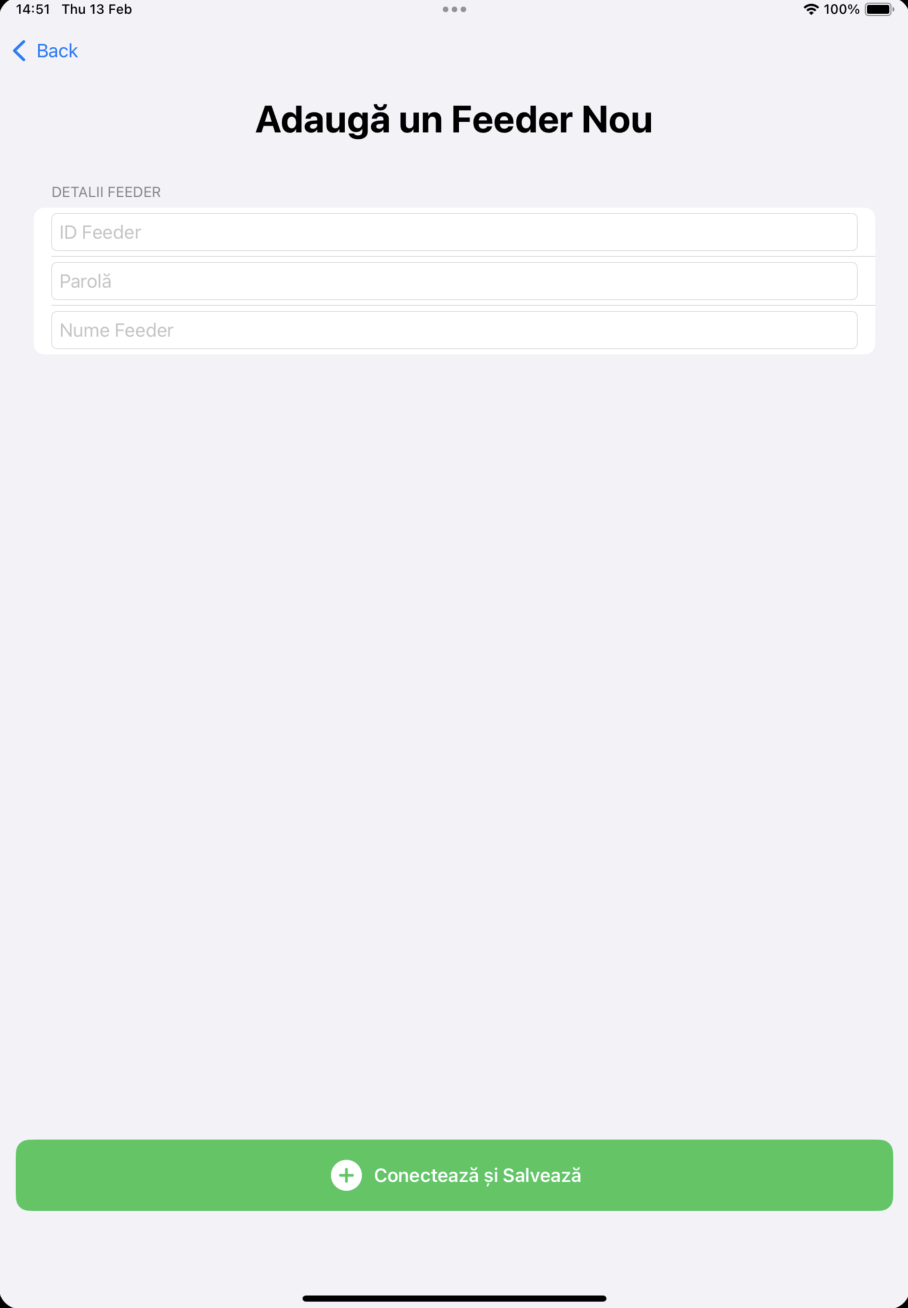 14:51 Thu 13 Feb
100%
Back
Adaugă un Feeder Nou
DETALII FEEDER
ID Feeder
Parolă
Nume Feeder
Conectează și Salvează